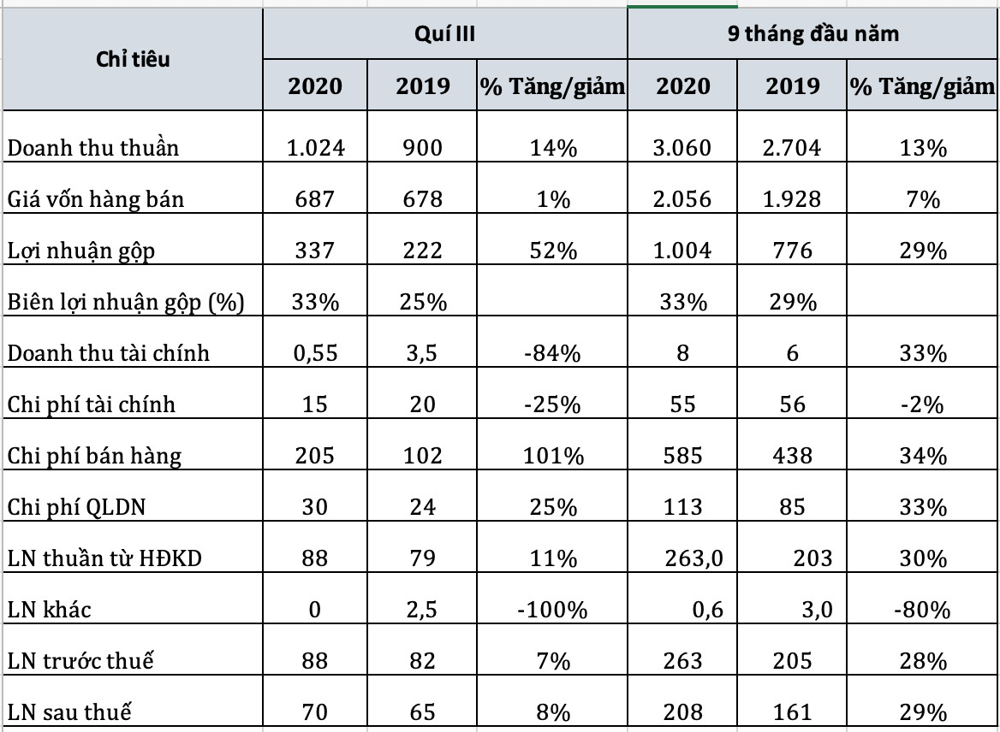 Chỉ tiêu Quí III 9 tháng đầu năm
2020 2019 % Tăng/giảm 2020 2019 % Tăng/giảm
Doanh thu thuần 1.024 900 14% 3.060 2.704 13%
Giá vốn hàng bán 687 678 1% 2.056 1.928 7%
Lợi nhuận gộp 337 222 52% 1.004 776 29%
Biên lợi nhuận gộp (%) 33% 25% 33% 29%
Doanh thu tài chính 0,55 3,5 -84% 8 6 33%
Chi phí tài chính 15 20 -25% 55 56 -2%
Chi phí bán hàng 205 102 101% 585 438 34%
Chi phí QLDN 30 24 25% 113 85 33%
LN thuần từ HĐKD 88 79 11% 263,0 203 30%
LN khác 0 2,5 -100% 0,6 3,0 -80%
LN trước thuế 88 82 7% 263 205 28%
LN sau thuế 70 65 8% 208 161 29%